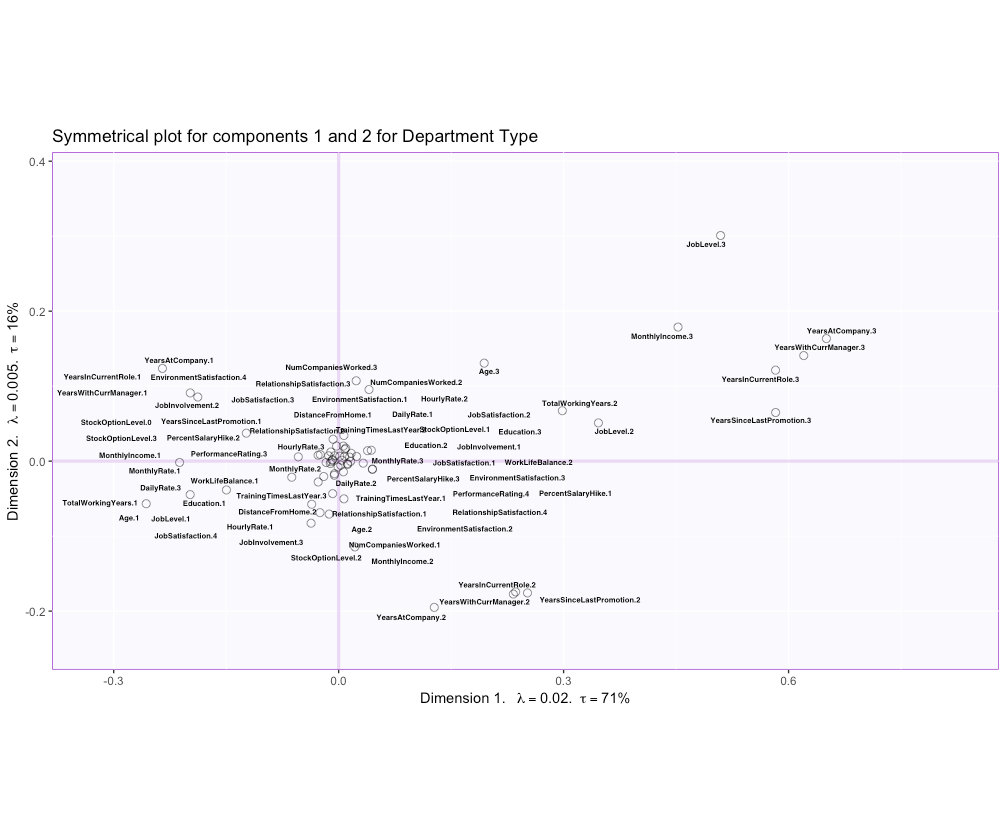 Symmetrical plot for components 1 and 2 for Department Type
0.4
JobLevel.3
0.2
MonthlyIncome.3
YearsAtCompany.3
YearsWithCurrManager.3
YearsAtCompany.1
NumCompaniesWorked.3
Age.3
YearsInCurrentRole.1 EnvironmentSatisfaction.4
YearsInCurrentRole.3
RelationshipSatisfaction.3 NumCompaniesWorked.2
YearsWithCurrManager.1
JobSatisfaction.3 EnvironmentSatisfaction.1 HourlyRate.2
JobInvolvement.2
TotalWorkingYears.2
DistanceFromHome.1 DailyRate.1 JobSatisfaction.2
StockOptionLevel.0 YearsSinceLastPromotion.1
YearsSinceLastPromotion.3
RelationshipSatisfaction.2 TrainingTimesLastYear.2 StockOptionLevel.1 Education.3 JobLevel.2
StockOptionLevel.3 PercentSalaryHike.2
HourlyRate.3 Education.2 JobInvolvement.1
MonthlyIncome.1 PerformanceRating.3
0.0
MonthlyRate.3 JobSatisfaction.1 WorkLifeBalance.2
MonthlyRate.1 MonthlyRate.2
WorkLifeBalance.1 DailyRate.2 PercentSalaryHike.3 EnvironmentSatisfaction.3
DailyRate.3
TrainingTimesLastYear.3 TrainingTimesLastYear.1 PerformanceRating.4 PercentSalaryHike.1
TotalWorkingYears.1 Education.1
DistanceFromHome.2 RelationshipSatisfaction.1 RelationshipSatisfaction.4
Age.1 JobLevel.1
HourlyRate.1 Age.2 EnvironmentSatisfaction.2
JobSatisfaction.4
JobInvolvement.3 NumCompaniesWorked.1
StockOptionLevel.2 MonthlyIncome.2
YearsInCurrentRole.2
YearsWithCurrManager.2 YearsSinceLastPromotion.2
-0.2
YearsAtCompany.2
-0.3 0.0 0.3 0.6
Dimension 1. λ = 0.02. τ = 71%
Dimension 2. λ = 0.005. τ = 16%